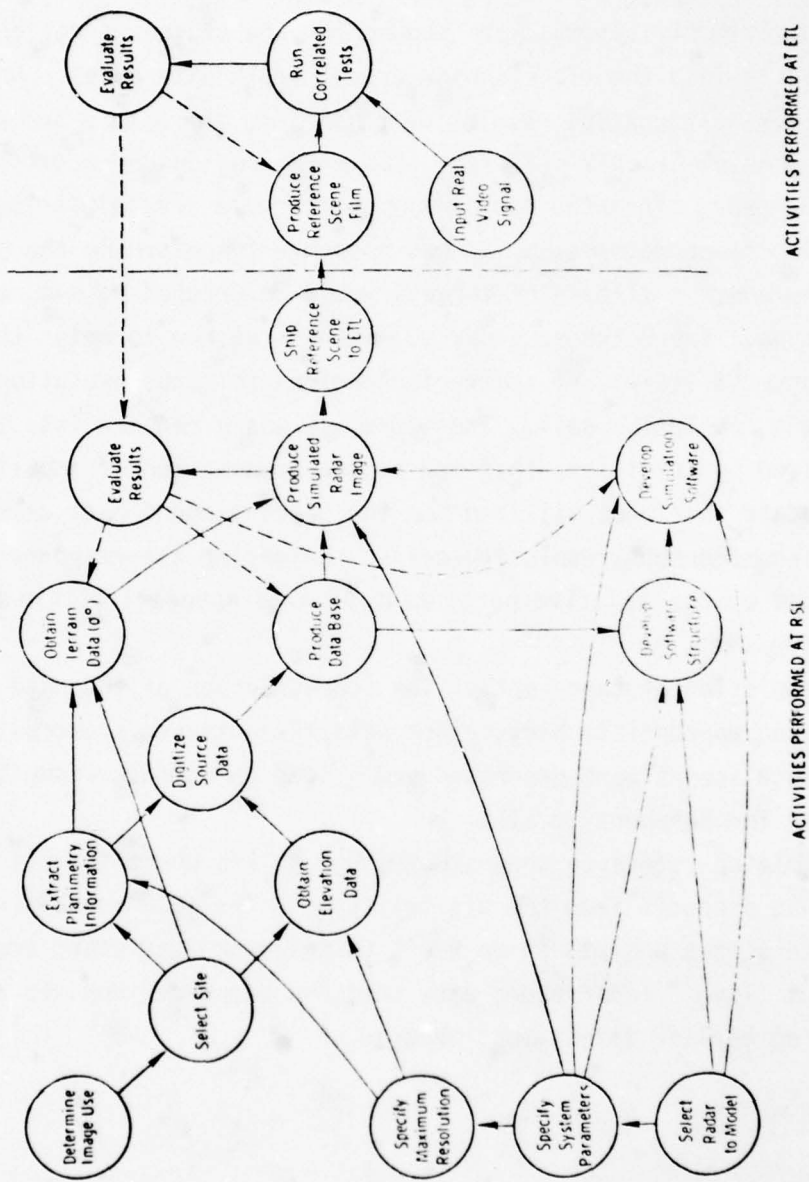 Determine
Image Use
Select Site
Extract
Planimetry
Information
Obtain
Elevation
Data
Digitize
Source
Data
Obtain
Terrain
Data (σ°
Specify
Maximum
Resolution
Specify
System
Parameters
Select
Radar
to Model
Produce
Data Base
Develop
Software
Structure
Develop
Simulation
Software
Evaluate
Results
Produce
Simulated
Radar
Image
Ship
Reference
Scene
to ETL
Produce
Reference
Scene
Film
Input Real
Video
Signal
Run
Correlated
Tests
Evaluate
Results
ACTIVITIES PERFORMED AT RSL
ACTIVITIES PERFORMED AT ETL